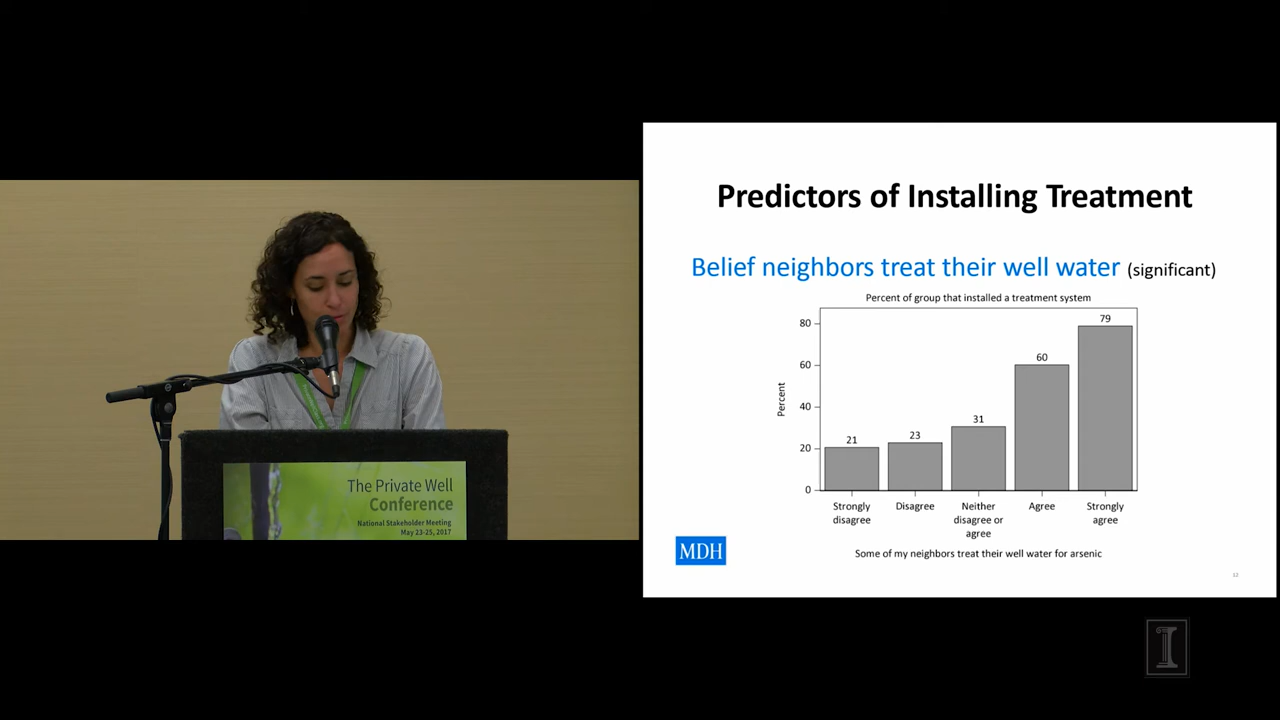 The Private Well
Conference
National Stakeholder Meeting
May 23-25, 2017
Predictors of Installing Treatment
Belief neighbors treat their well water (significant)
Percent of group that installed a treatment system
Percent
80
60
40
20
0
21
23
31
60
79
Strongly disagree
Disagree
Neither disagree or agree
Agree
Strongly agree
Some of my neighbors treat their well water for arsenic
MDH
12
I